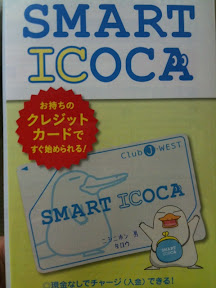 SMART
ICOCA
お持ちの
クレジット
カードで
すぐ始められる!
Club J-WEST
SMART ICOCA
○現金なしでチャージ(入金)できる!